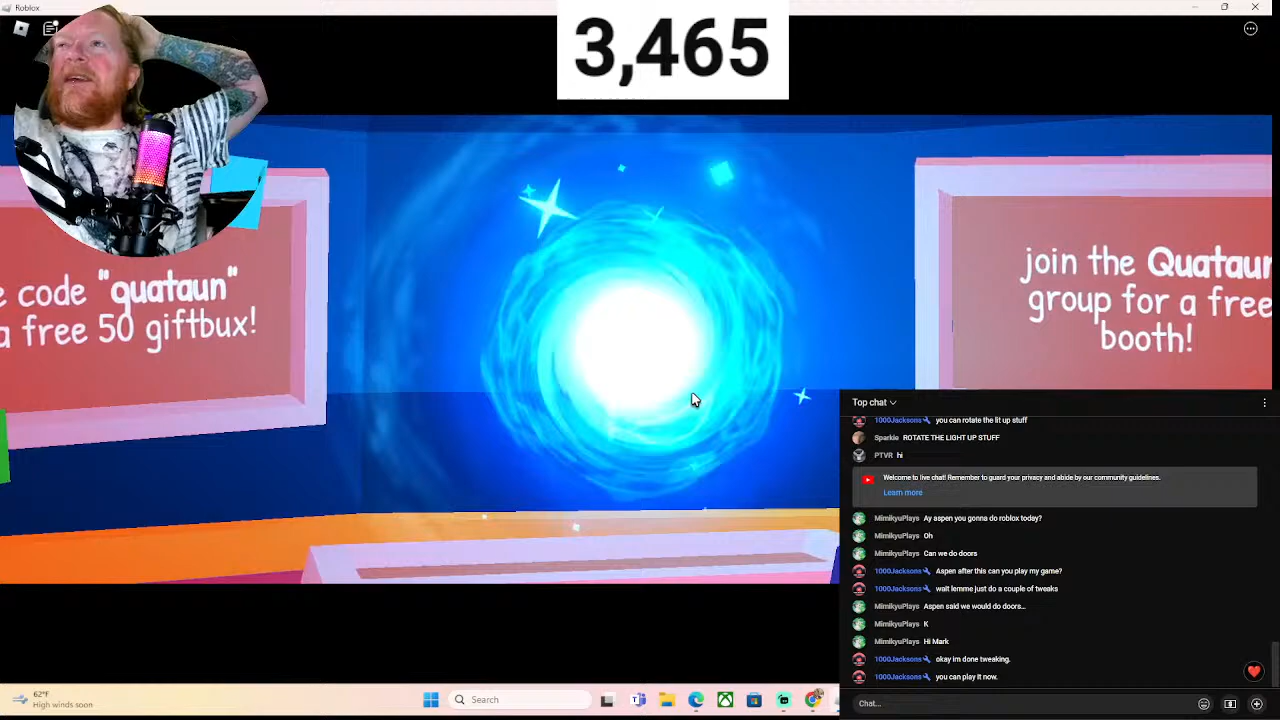 Roblox
3,465
e code "quataun"
a free 50 giftbux!
join the Quataun
group for a free
booth!
Top chat
1000Jacksons you can rotate the lit up stuff
Sparkie ROTATE THE LIGHT UP STUFF
PTVR hi
Welcome to live chat! Remember to guard your privacy and abide by our community guidelines.
Learn more
MimikyuPlays Ay aspen you gonna do roblox today?
MimikyuPlays Oh
MimikyuPlays Can we do doors
1000Jacksons Aspen after this can you play my game?
1000Jacksons wait lemme just do a couple of tweaks
MimikyuPlays Aspen said we would do doors...
MimikyuPlays K
MimikyuPlays Hi Mark
1000Jacksons okay im done tweaking.
1000Jacksons you can play it now.
Chat...
62°F
High winds soon
Search